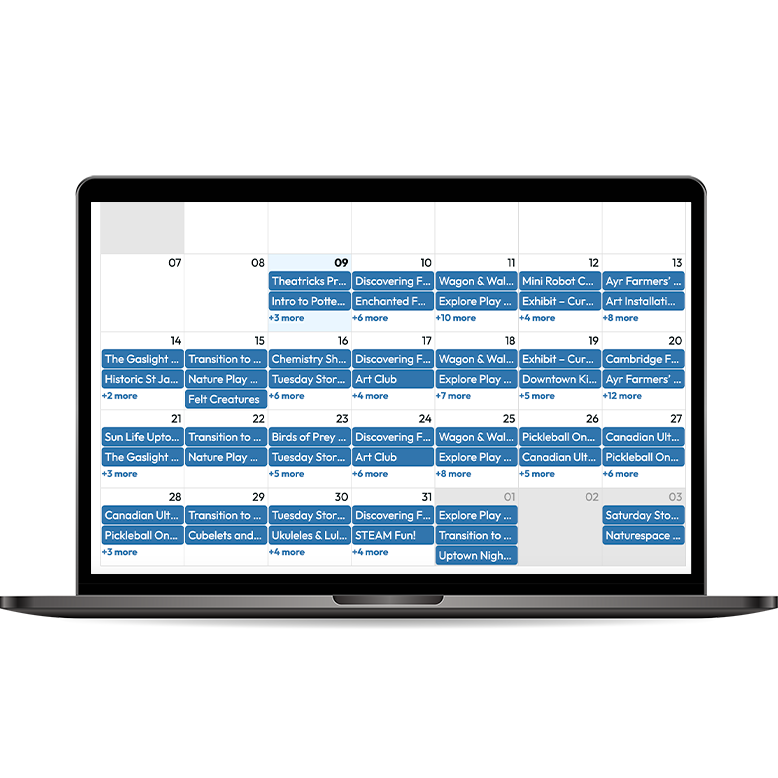 07 08 09 10 11 12 13
Theatricks Pr... Discovering F... Wagon & Wal... Mini Robot C... Ayr Farmers' ...
Intro to Potte... Enchanted F... Explore Play ... Exhibit – Cur... Art Installati...
+3 more +6 more +10 more +4 more +8 more
14 15 16 17 18 19 20
The Gaslight ... Transition to ... Chemistry Sh... Discovering F... Wagon & Wal... Exhibit – Cur... Cambridge F...
Historic St Ja... Nature Play ... Tuesday Stor... Art Club Explore Play ... Downtown Ki... Ayr Farmers' ...
+2 more Felt Creatures +6 more +4 more +7 more +5 more +12 more
21 22 23 24 25 26 27
Sun Life Upto... Transition to ... Birds of Prey ... Discovering F... Wagon & Wal... Pickleball On... Canadian Ult...
The Gaslight ... Nature Play ... Tuesday Stor... Art Club Explore Play ... Canadian Ult... Pickleball On...
+3 more +5 more +6 more +8 more +5 more +6 more
28 29 30 31 01 02 03
Canadian Ult... Transition to ... Tuesday Stor... Discovering F... Explore Play ... Saturday Sto...
Pickleball On... Cubelets and... Ukuleles & Lul... STEAM Fun! Transition to ... Naturespace ...
+3 more +4 more +4 more Uptown Nigh...